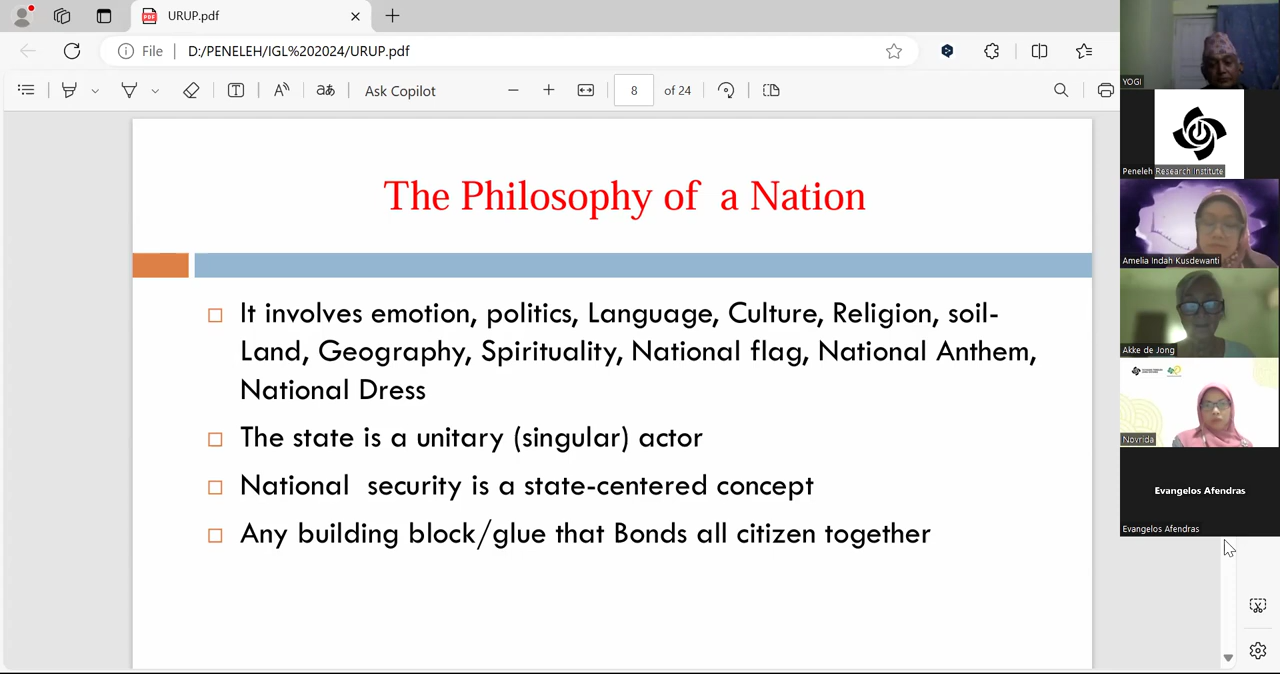 URUP.pdf
File
D:/PENELEH/IGL%202024/URUP.pdf
aあ
Ask Copilot
8
of 24
The Philosophy of a Nation
It involves emotion, politics, Language, Culture, Religion, soil-
Land, Geography, Spirituality, National flag, National Anthem,
National Dress
The state is a unitary (singular) actor
National security is a state-centered concept
Any building block/glue that Bonds all citizen together
YOGI
Peneleh Research Institute
Amelia Indah Kusdewanti
Akke de Jong
Novrida
Evangelos Afendras
Evangelos Afendras